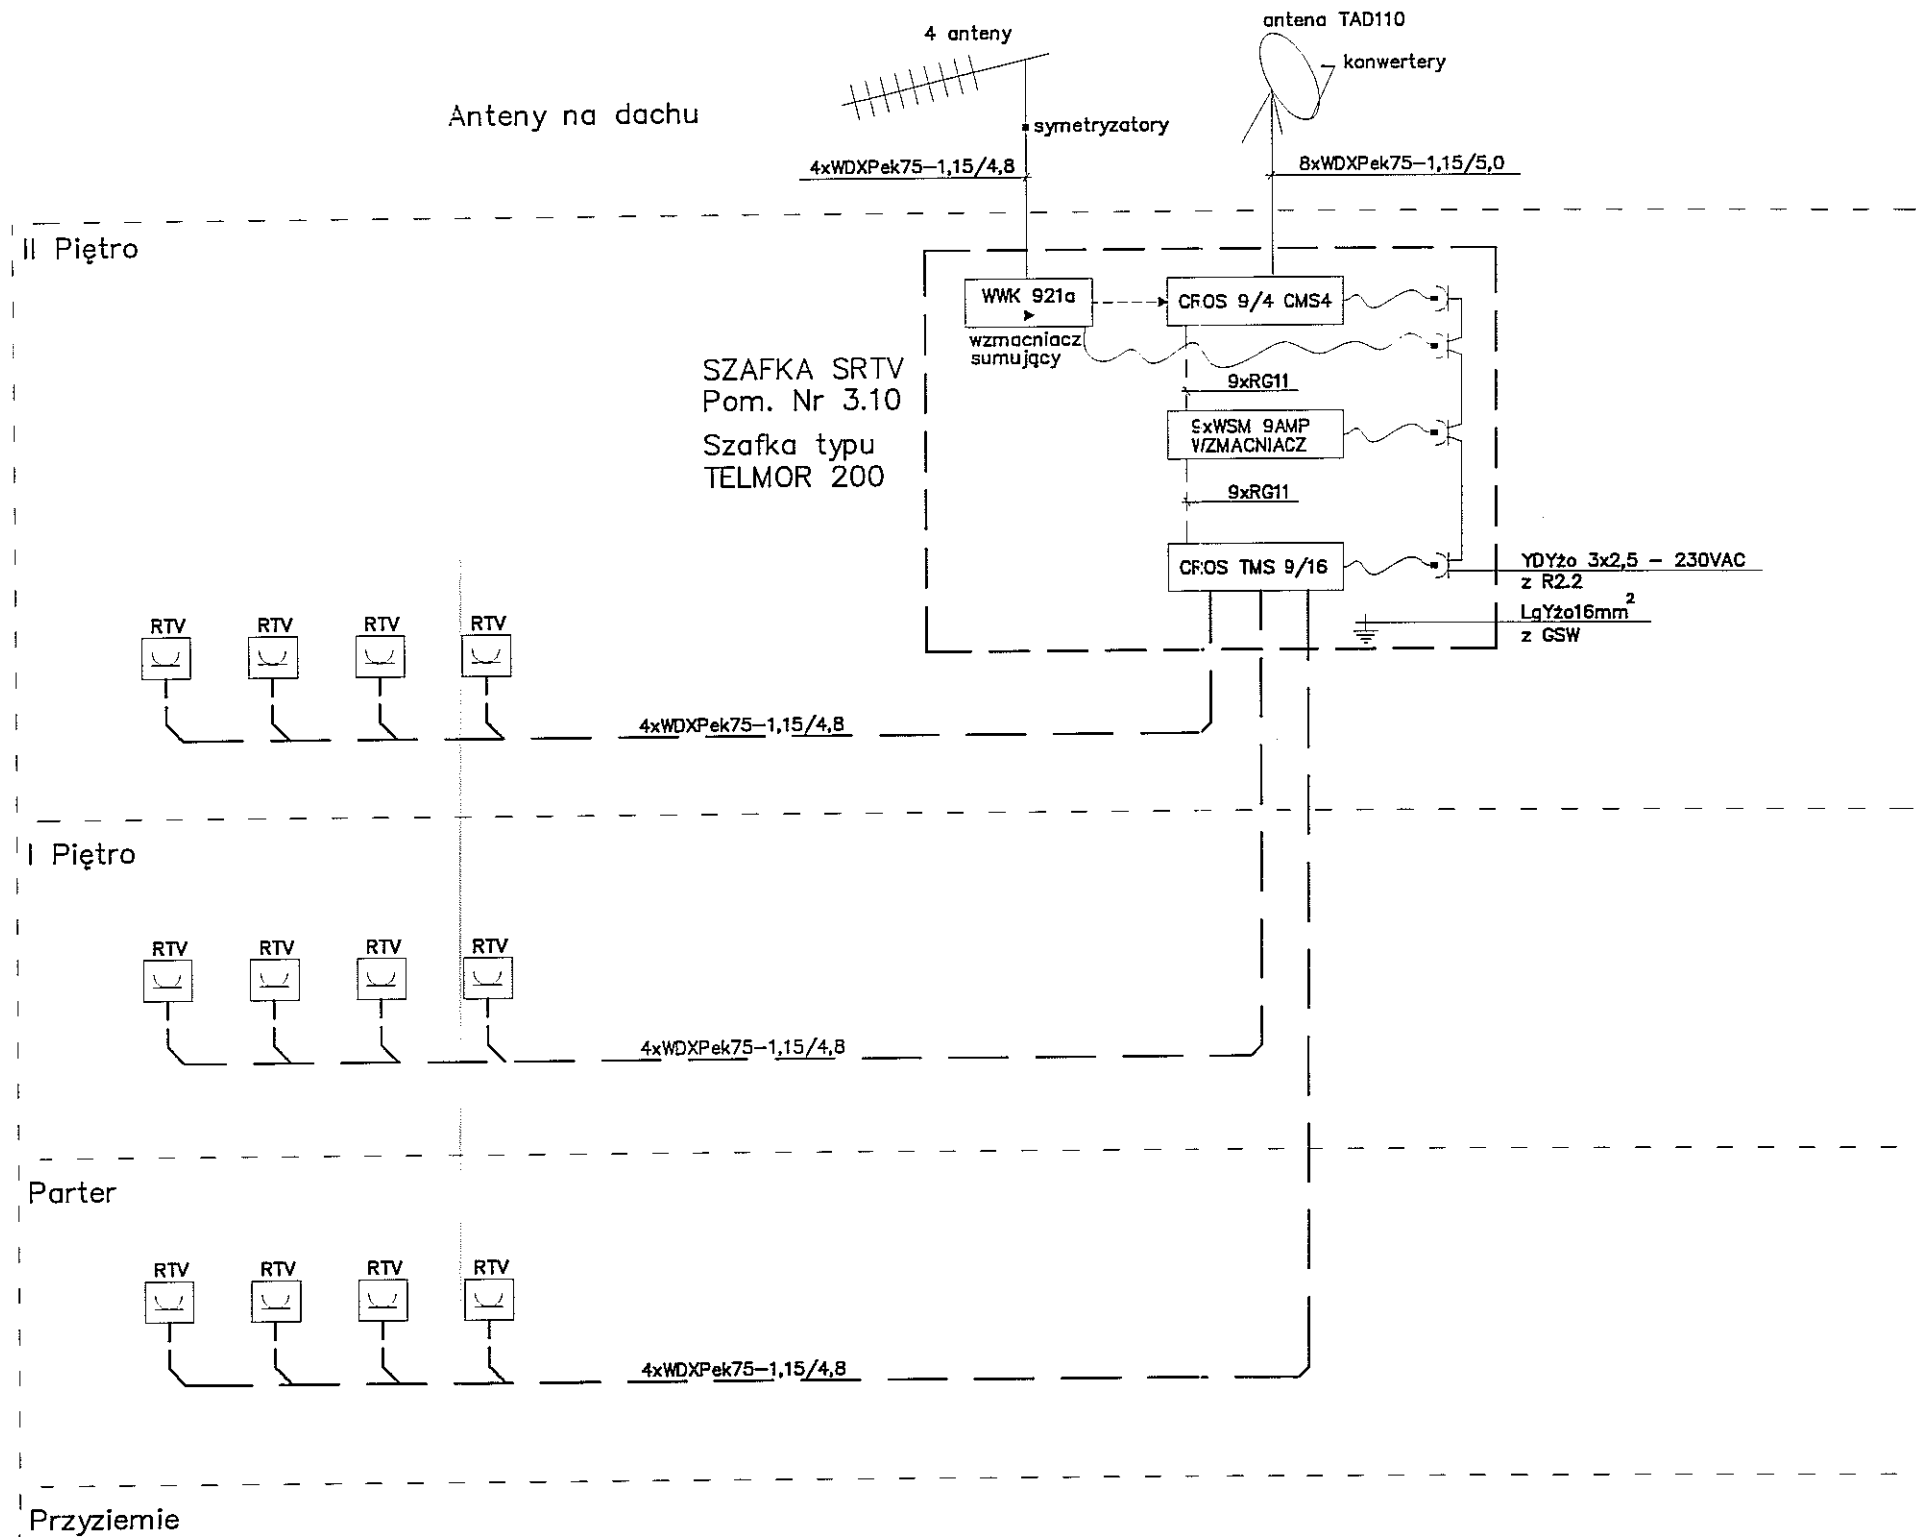 antena TAD110
4 anteny
konwertery
Anteny na dachu
symetryzatory
4xWDXPek75-1,15/4,8
8xWDXPek75-1,15/5,0
II Piętro
WWK 921a
CROS 9/4 CMS4
wzmacniacz
sumujący
SZAFKA SRTV
Pom. Nr 3.10
Szafka typu
TELMOR 200
9xRG11
9xWSM 9AMP
WZMACNIACZ
9xRG11
CROS TMS 9/16
YDYżo 3x2,5 - 230VAC
z R2.2
LgYżo16mm²
z GSW
RTV RTV RTV RTV
4xWDXPek75-1,15/4,8
I Piętro
RTV RTV RTV RTV
4xWDXPek75-1,15/4,8
Parter
RTV RTV RTV RTV
4xWDXPek75-1,15/4,8
Przyziemie